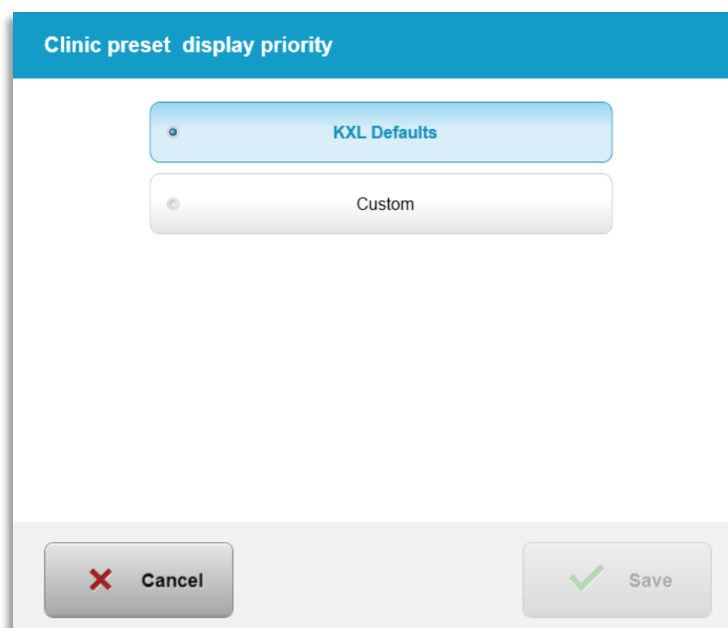 Clinic preset  display priority
KXL Defaults
Custom
Cancel
Save